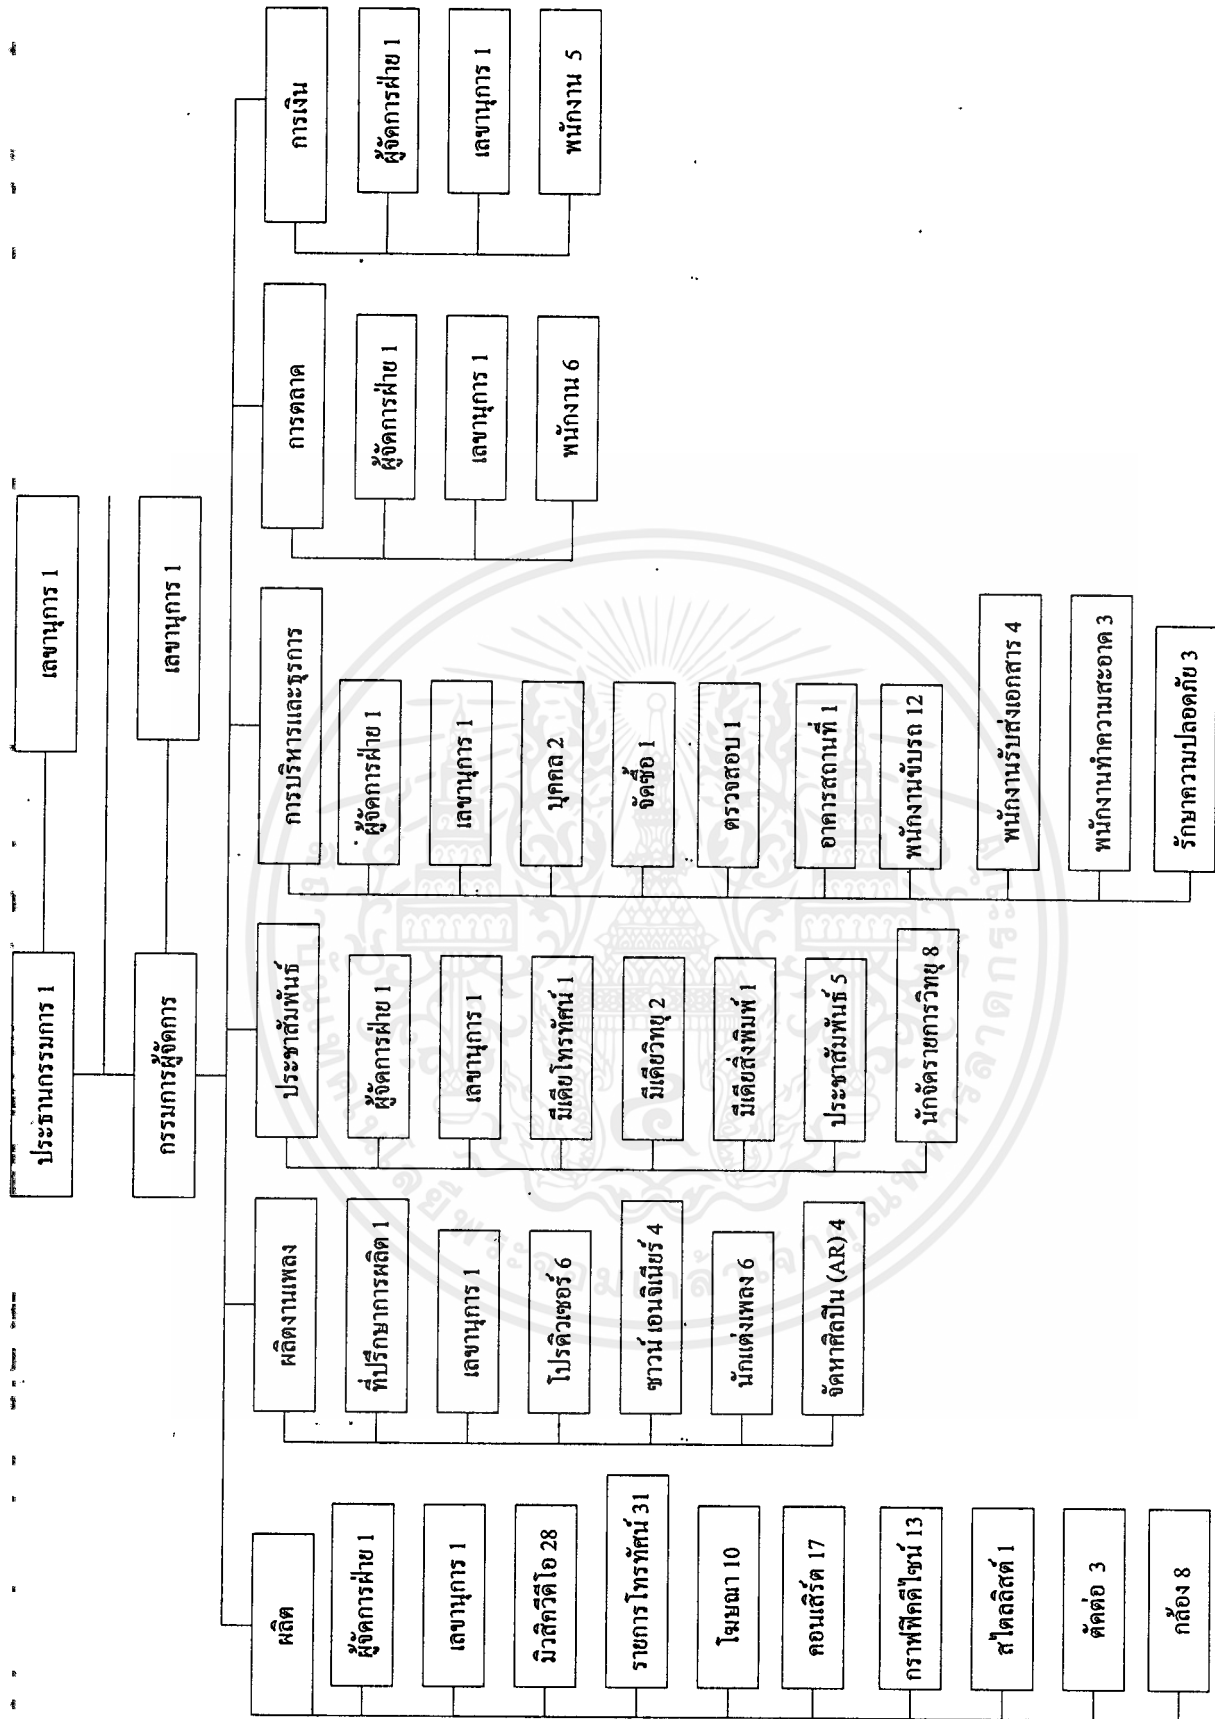 ประธานกรรมการ 1
เลขานุการ 1
กรรมการผู้จัดการ
เลขานุการ 1
ผลิต
ผู้จัดการฝ่าย 1
เลขานุการ 1
มิวสิควีดีโอ 28
รายการโทรทัศน์ 31
โฆษณา 10
คอนเสิร์ต 17
กราฟฟิคดีไซน์ 13
สไตลลิสต์ 1
ตัดต่อ 3
กล้อง 8
ผลิตงานเพลง
ที่ปรึกษาการผลิต 1
เลขานุการ 1
โปรดิวเซอร์ 6
ซาวน์ เอนจิเนียร์ 4
นักแต่งเพลง 6
จัดหาศิลปิน (AR) 4
ประชาสัมพันธ์
ผู้จัดการฝ่าย 1
เลขานุการ 1
มีเดียโทรทัศน์ 1
มีเดียวิทยุ 2
มีเดียสิ่งพิมพ์ 1
ประชาสัมพันธ์ 5
นักจัดรายการวิทยุ 8
การบริหารและธุรการ
ผู้จัดการฝ่าย 1
เลขานุการ 1
บุคคล 2
จัดซื้อ 1
ตรวจสอบ 1
อาคารสถานที่ 1
พนักงานขับรถ 12
พนักงานรับส่งเอกสาร 4
พนักงานทำความสะอาด 3
รักษาความปลอดภัย 3
การตลาด
ผู้จัดการฝ่าย 1
เลขานุการ 1
พนักงาน 6
การเงิน
ผู้จัดการฝ่าย 1
เลขานุการ 1
พนักงาน 5